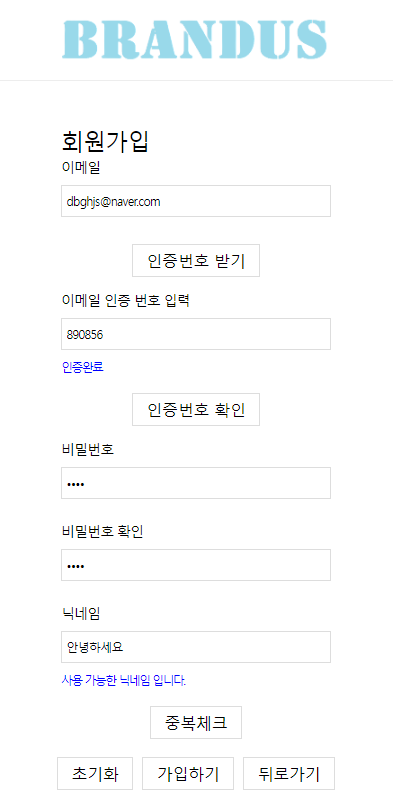 BRANDUS
회원가입
이메일
dbghjs@naver.com
인증번호 받기
이메일 인증 번호 입력
890856
인증완료
인증번호 확인
비밀번호
••••
비밀번호 확인
••••
닉네임
안녕하세요
사용 가능한 닉네임 입니다.
중복체크
초기화 가입하기 뒤로가기